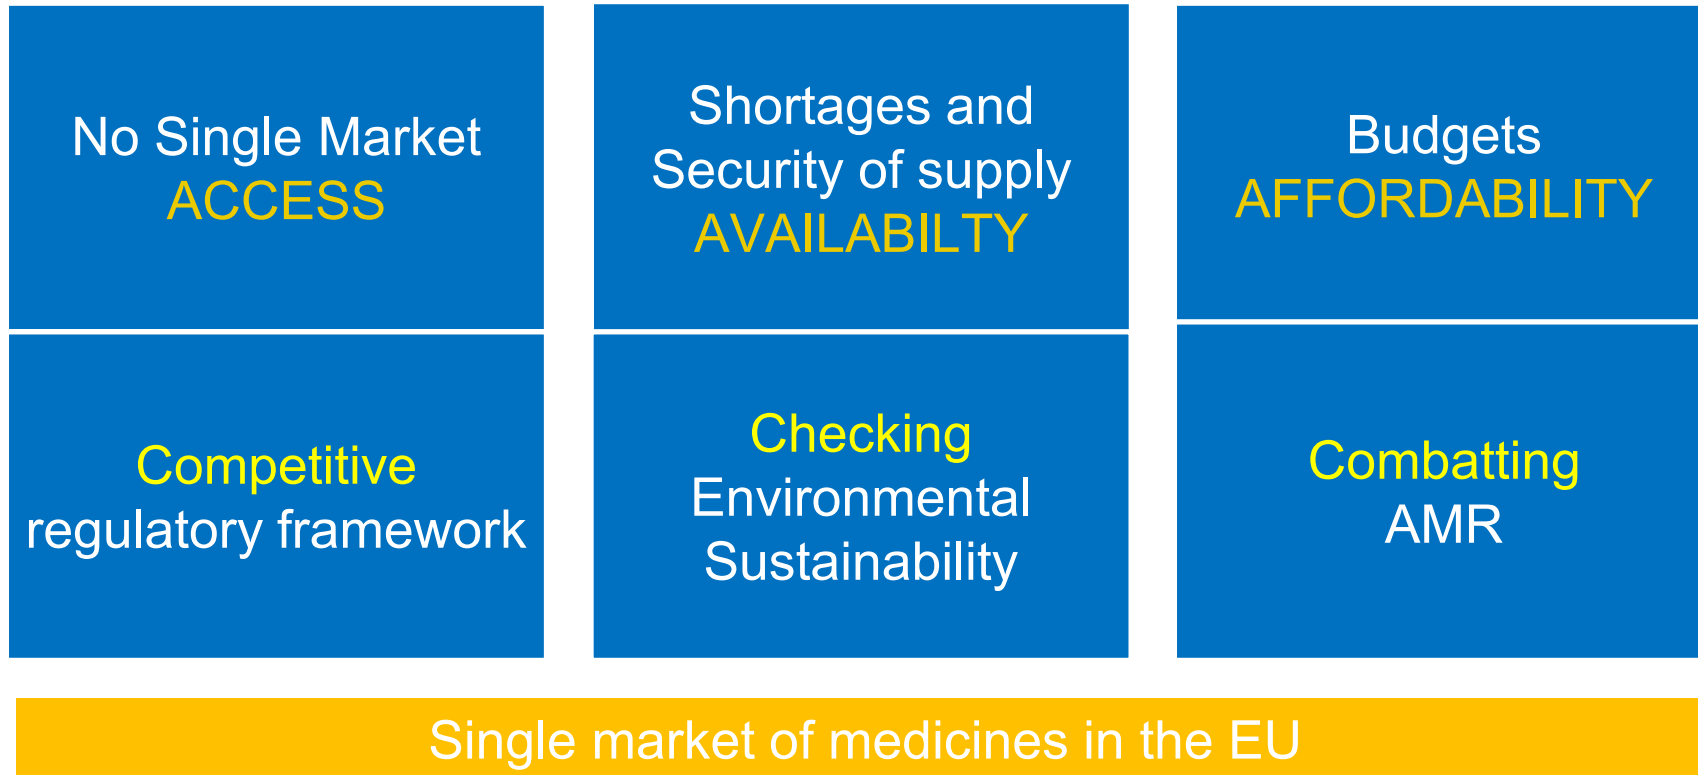 No Single Market
ACCESS
Shortages and
Security of supply
AVAILABILTY
Budgets
AFFORDABILITY
Competitive
regulatory framework
Checking
Environmental
Sustainability
Combatting
AMR
Single market of medicines in the EU